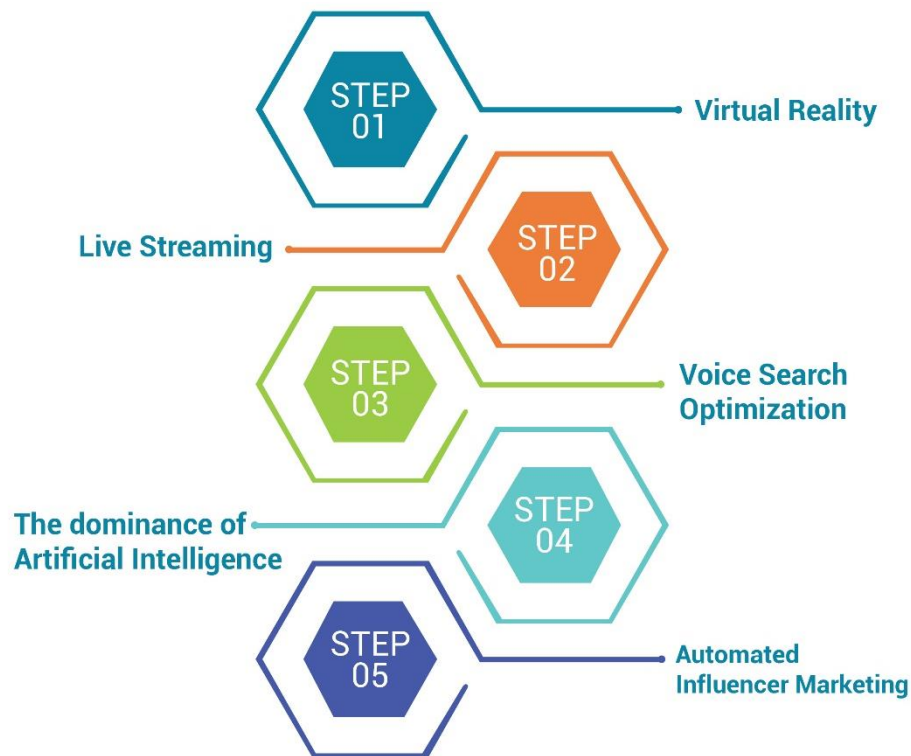 STEP
01
Virtual Reality
Live Streaming
STEP
02
STEP
03
Voice Search
Optimization
The dominance of
Artificial Intelligence
STEP
04
STEP
05
Automated
Influencer Marketing